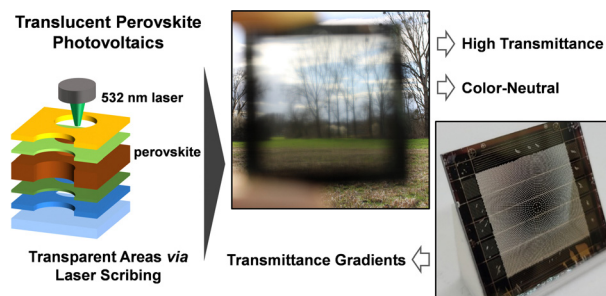 Translucent Perovskite
Photovoltaics
532 nm laser
perovskite
Transparent Areas via
Laser Scribing
High Transmittance
Color-Neutral
Transmittance Gradients